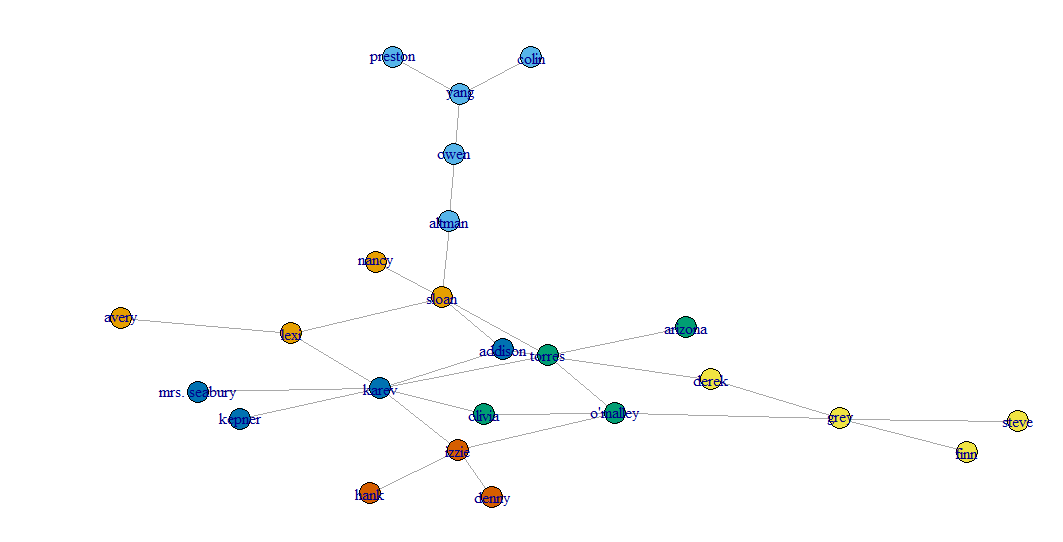 preston
colin
yang
owen
altman
nancy
sloan
avery
lexi
arizona
addison
torres
derek
mrs. seabury
karev
kepner
olivia
o'malley
grey
steve
izzie
finn
hank
denny